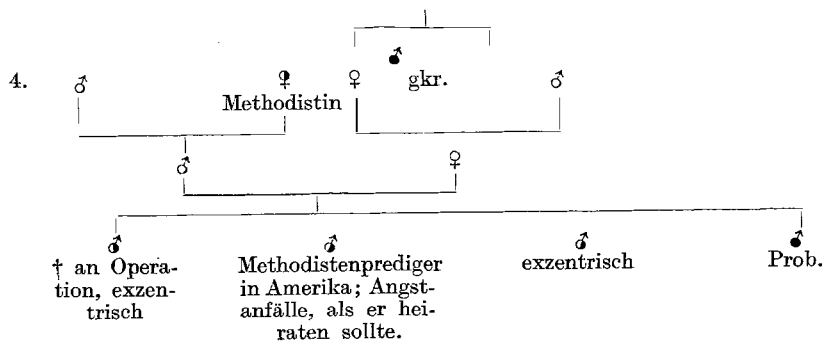 4. ♂ ♀ ♀ ♂ gkr. ♂
Methodistin
♂ ♀
♂ ♂ ♂ ♂
† an Opera-
tion, exzen-
trisch
Methodistenprediger
in Amerika; Angst-
anfälle, als er hei-
raten sollte.
exzentrisch
Prob.